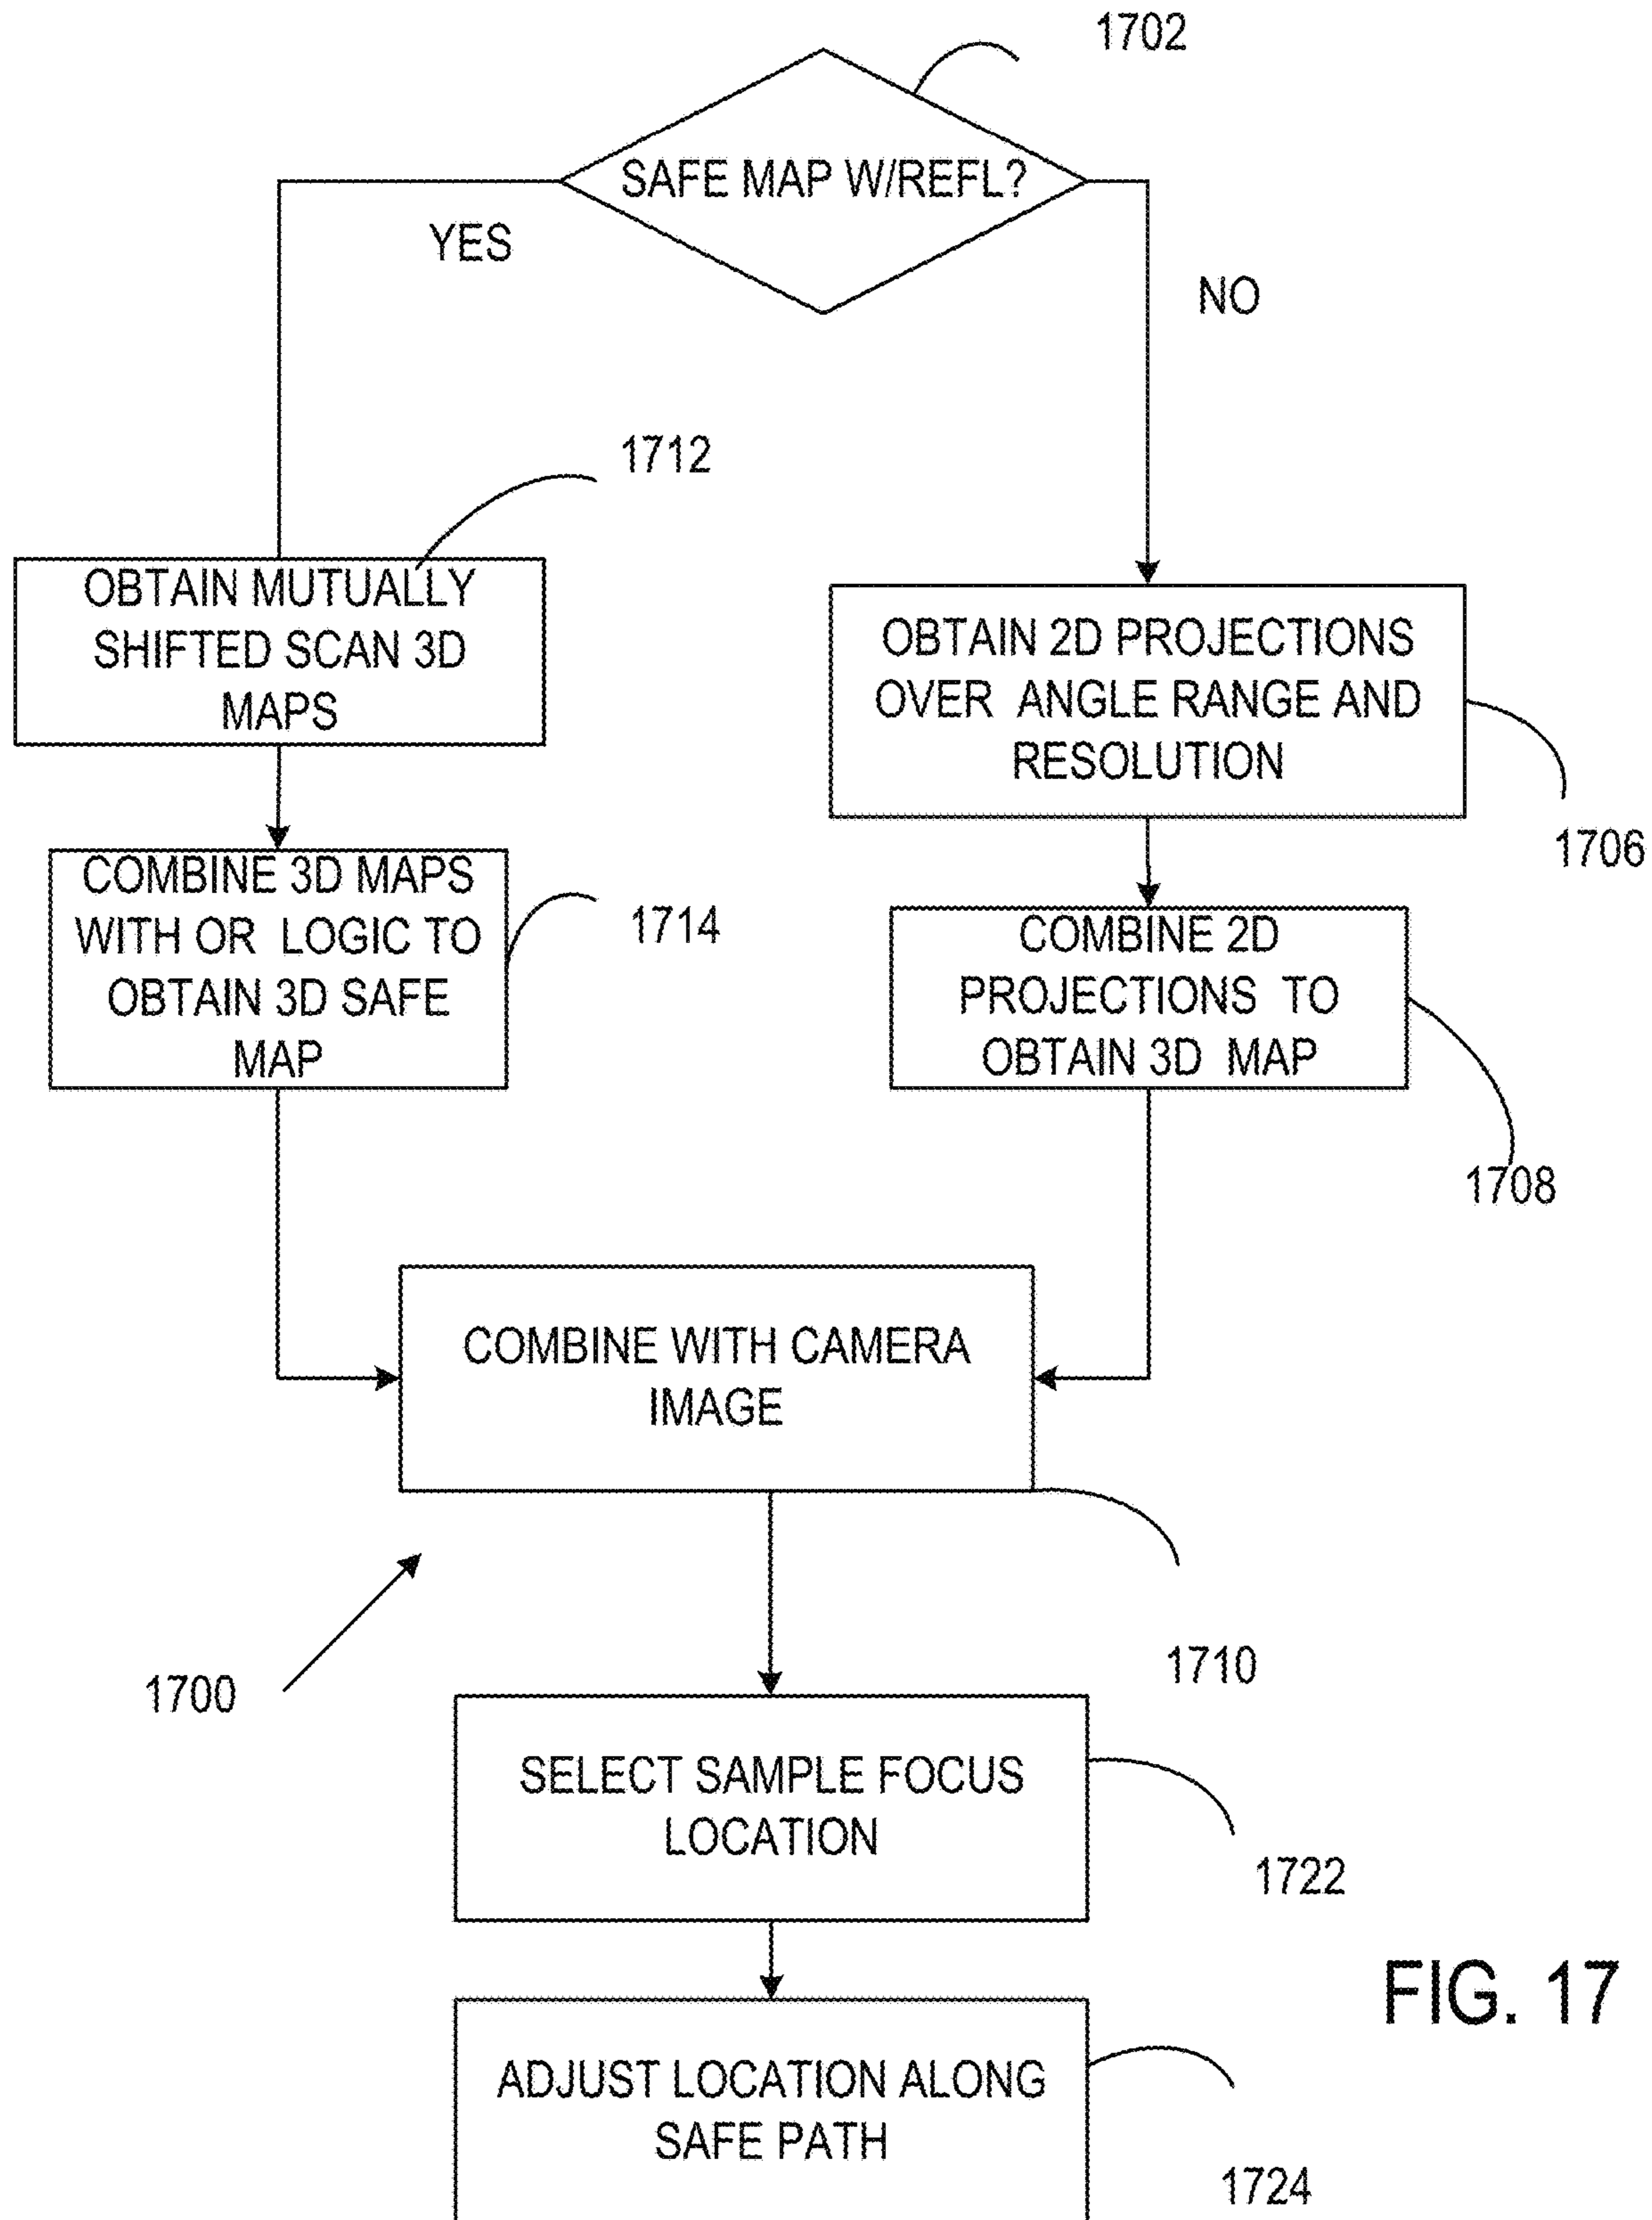 1702
SAFE MAP W/REFL?
YES
NO
1712
OBTAIN MUTUALLY
SHIFTED SCAN 3D
MAPS
OBTAIN 2D PROJECTIONS
OVER ANGLE RANGE AND
RESOLUTION
1706
COMBINE 3D MAPS
WITH OR LOGIC TO
OBTAIN 3D SAFE
MAP
1714
COMBINE 2D
PROJECTIONS TO
OBTAIN 3D MAP
1708
COMBINE WITH CAMERA
IMAGE
1710
1700
SELECT SAMPLE FOCUS
LOCATION
1722
FIG. 17
ADJUST LOCATION ALONG
SAFE PATH
1724